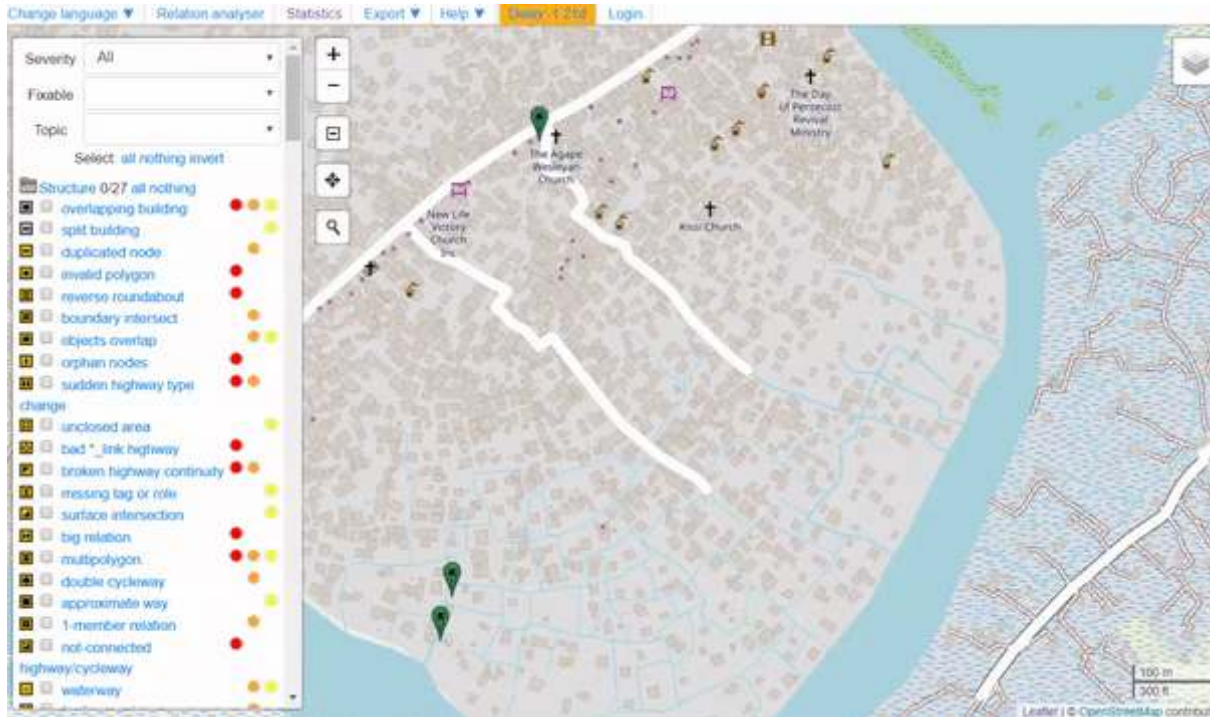 Change language ▼ Relation analyser Statistics Export ▼ Help ▼ Delay: 1.21d Login
Severity All
Fixable
Topic
Select all nothing invert
Structure 0/27 all nothing
overlapping building
split building
duplicated node
invalid polygon
reverse roundabout
boundary intersect
objects overlap
orphan nodes
sudden highway type
change
unclosed area
bad *_link highway
broken highway continuity
missing tag or role
surface intersection
big relation
multipolygon
double cycleway
approximate way
1-member relation
not-connected
highway/cycleway
waterway
+
−
The Day
Of Pentecost
Revival
Ministry
The Agape
Wesleyan
Church
New Life
Victory
Church
Inc
Church
100 m
300 ft
Leaflet | © OpenStreetMap contribut